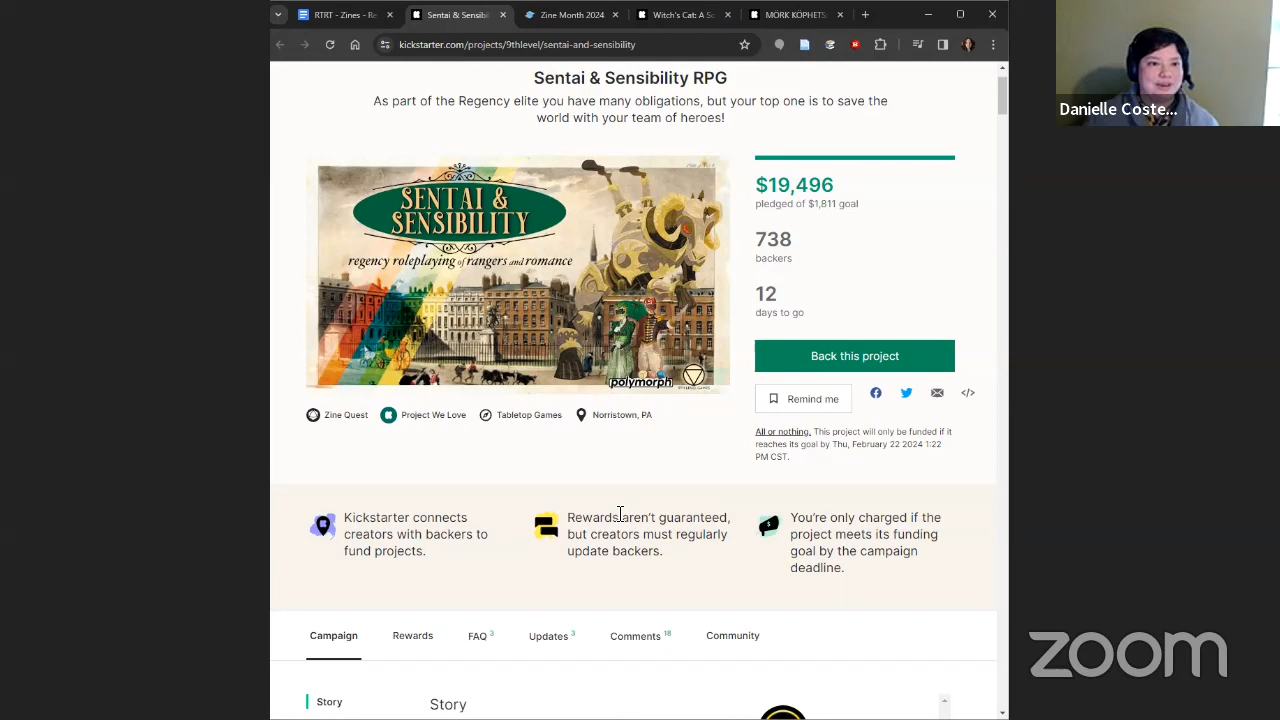 RTRT - Zines - Re
Sentai & Sensibil
Zine Month 2024
Witch's Cat: A So
MÖRK KÖPHETS
kickstarter.com/projects/9thlevel/sentai-and-sensibility
Danielle Coste...
Sentai & Sensibility RPG
As part of the Regency elite you have many obligations, but your top one is to save the
world with your team of heroes!
SENTAI &
SENSIBILITY
regency roleplaying of rangers and romance
polymorph
$19,496
pledged of $1,811 goal
738
backers
12
days to go
Back this project
Remind me
All or nothing. This project will only be funded if it
reaches its goal by Thu, February 22 2024 1:22
PM CST.
Zine Quest
Project We Love
Tabletop Games
Norristown, PA
Kickstarter connects
creators with backers to
fund projects.
Rewards aren't guaranteed,
but creators must regularly
update backers.
You're only charged if the
project meets its funding
goal by the campaign
deadline.
Campaign
Rewards
FAQ 3
Updates 3
Comments 18
Community
Story
Story
zoom